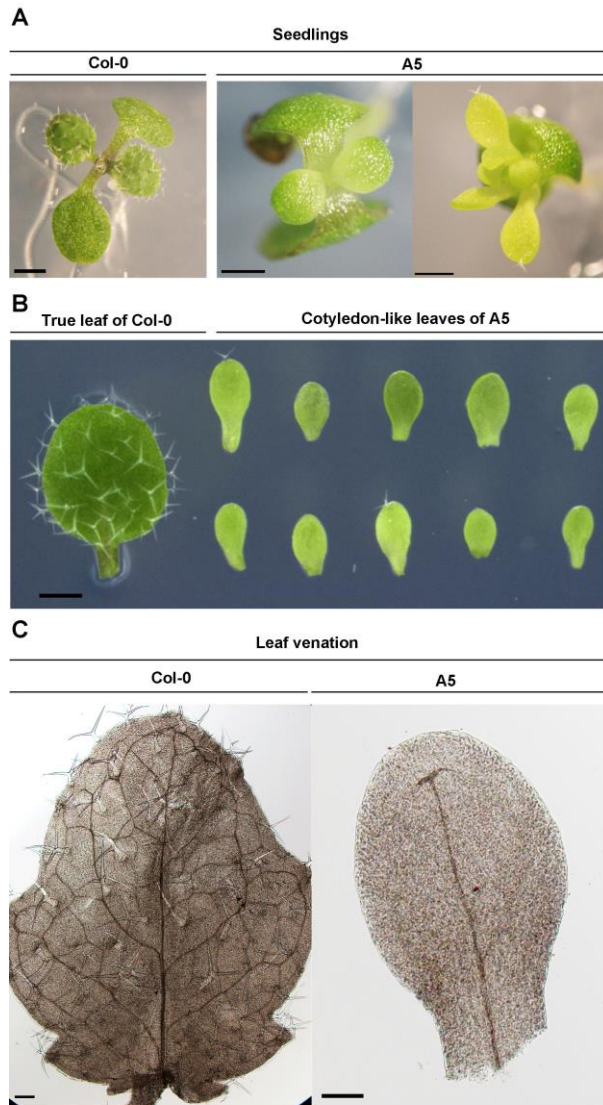 A
Seedlings
Col-0
A5
B
True leaf of Col-0
Cotyledon-like leaves of A5
C
Leaf venation
Col-0
A5